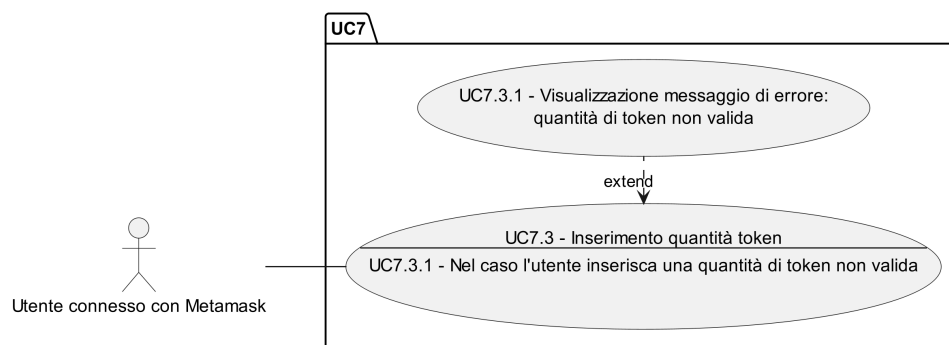 UC7
UC7.3.1 - Visualizzazione messaggio di errore:
quantità di token non valida
extend
UC7.3 - Inserimento quantità token
UC7.3.1 - Nel caso l'utente inserisca una quantità di token non valida
Utente connesso con Metamask